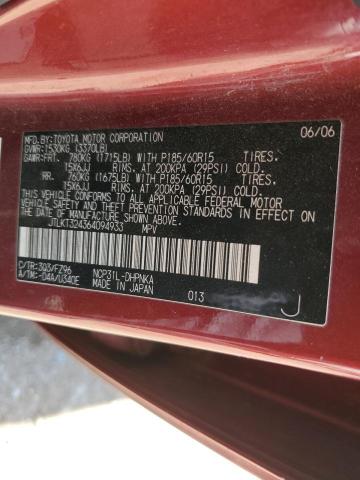 MFD.BY:TOYOTA MOTOR CORPORATION 06/06
GVWR:1530KG (3370LB)
GAWR:FRT. 780KG (1715LB) WITH P185/60R15 TIRES,
15X6JJ RIMS, AT 200KPA (29PSI) COLD.
RR. 760KG (1675LB) WITH P185/60R15 TIRES,
15X6JJ RIMS, AT 200KPA (29PSI) COLD.
THIS VEHICLE CONFORMS TO ALL APPLICABLE FEDERAL MOTOR
VEHICLE SAFETY AND THEFT PREVENTION STANDARDS IN
EFFECT ON THE DATE OF MANUFACTURE SHOWN ABOVE.
JTLKT324364094933 MPV
C/TR:3Q3/FZ96 NCP31L-DHPNKA
A/TM:-04A/U340E MADE IN JAPAN 013 J